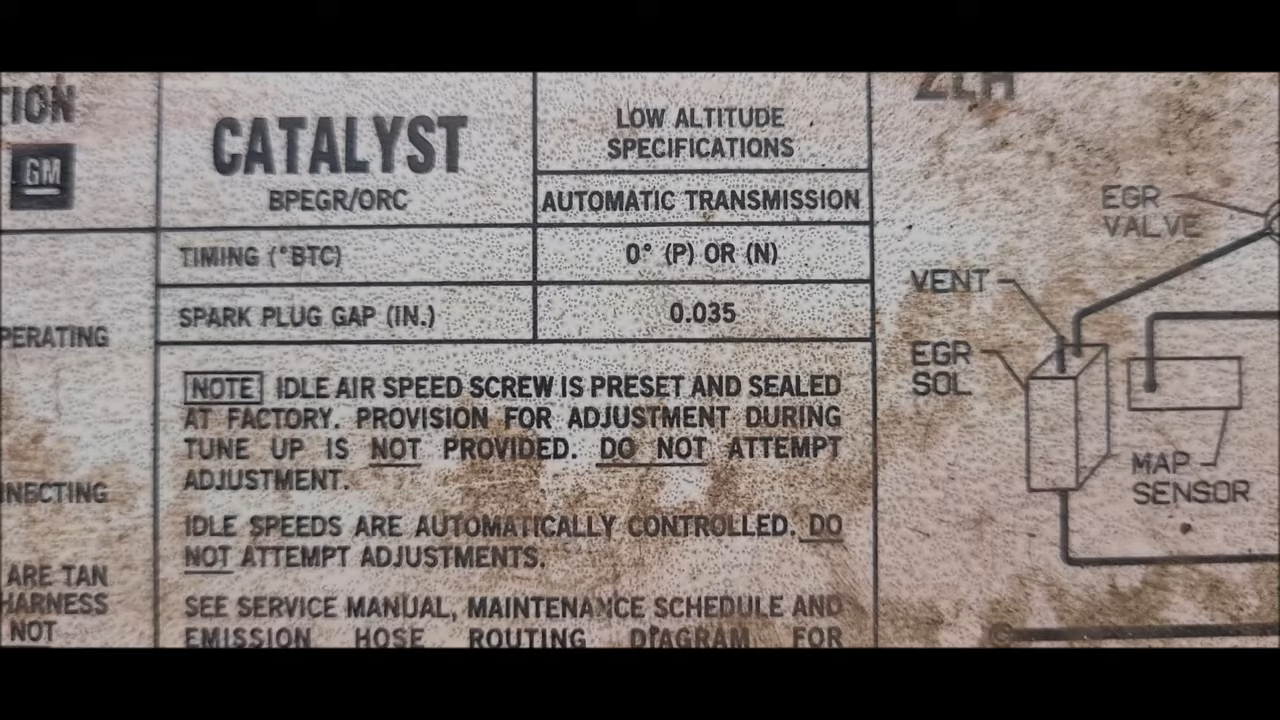 TION
GM
PERATING
NNECTING
ARE TAN
HARNESS
NOT
CATALYST
BPEGR/ORC
LOW ALTITUDE
SPECIFICATIONS
AUTOMATIC TRANSMISSION
TIMING (°BTC)
0° (P) OR (N)
SPARK PLUG GAP (IN.)
0.035
NOTE IDLE AIR SPEED SCREW IS PRESET AND SEALED
AT FACTORY. PROVISION FOR ADJUSTMENT DURING
TUNE UP IS NOT PROVIDED. DO NOT ATTEMPT
ADJUSTMENT.
IDLE SPEEDS ARE AUTOMATICALLY CONTROLLED. DO
NOT ATTEMPT ADJUSTMENTS.
SEE SERVICE MANUAL, MAINTENANCE SCHEDULE AND
EMISSION HOSE ROUTING DIAGRAM FOR
EGR
VALVE
VENT
EGR
SOL
MAP
SENSOR